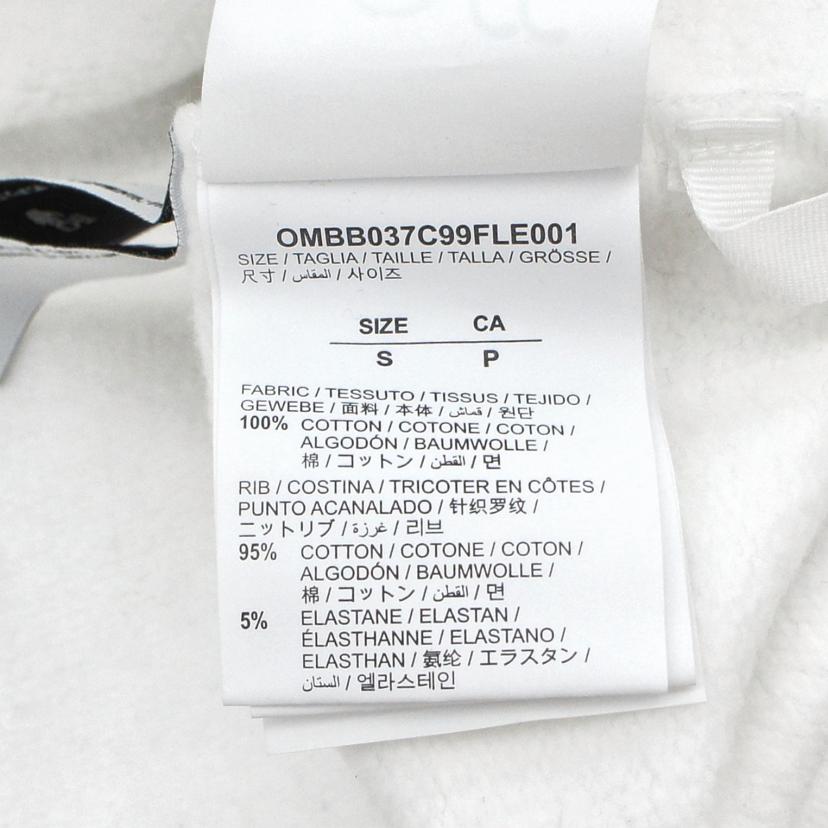 OMBB037C99FLE001
SIZE / TAGLIA / TAILLE / TALLA / GRÖSSE /
尺寸 / المقاس / 사이즈
SIZE CA
S P
FABRIC / TESSUTO / TISSUS / TEJIDO /
GEWEBE / 面料 / 本体 / قماش / 원단
100% COTTON / COTONE / COTON /
ALGODÓN / BAUMWOLLE /
棉 / コットン / القطن / 면
RIB / COSTINA / TRICOTER EN CÔTES /
PUNTO ACANALADO / 针织罗纹 /
ニットリブ / غرزة / 리브
95% COTTON / COTONE / COTON /
ALGODÓN / BAUMWOLLE /
棉 / コットン / القطن / 면
5% ELASTANE / ELASTAN /
ÉLASTHANNE / ELASTANO /
ELASTHAN / 氨纶 / エラスタン /
الستان / 엘라스테인